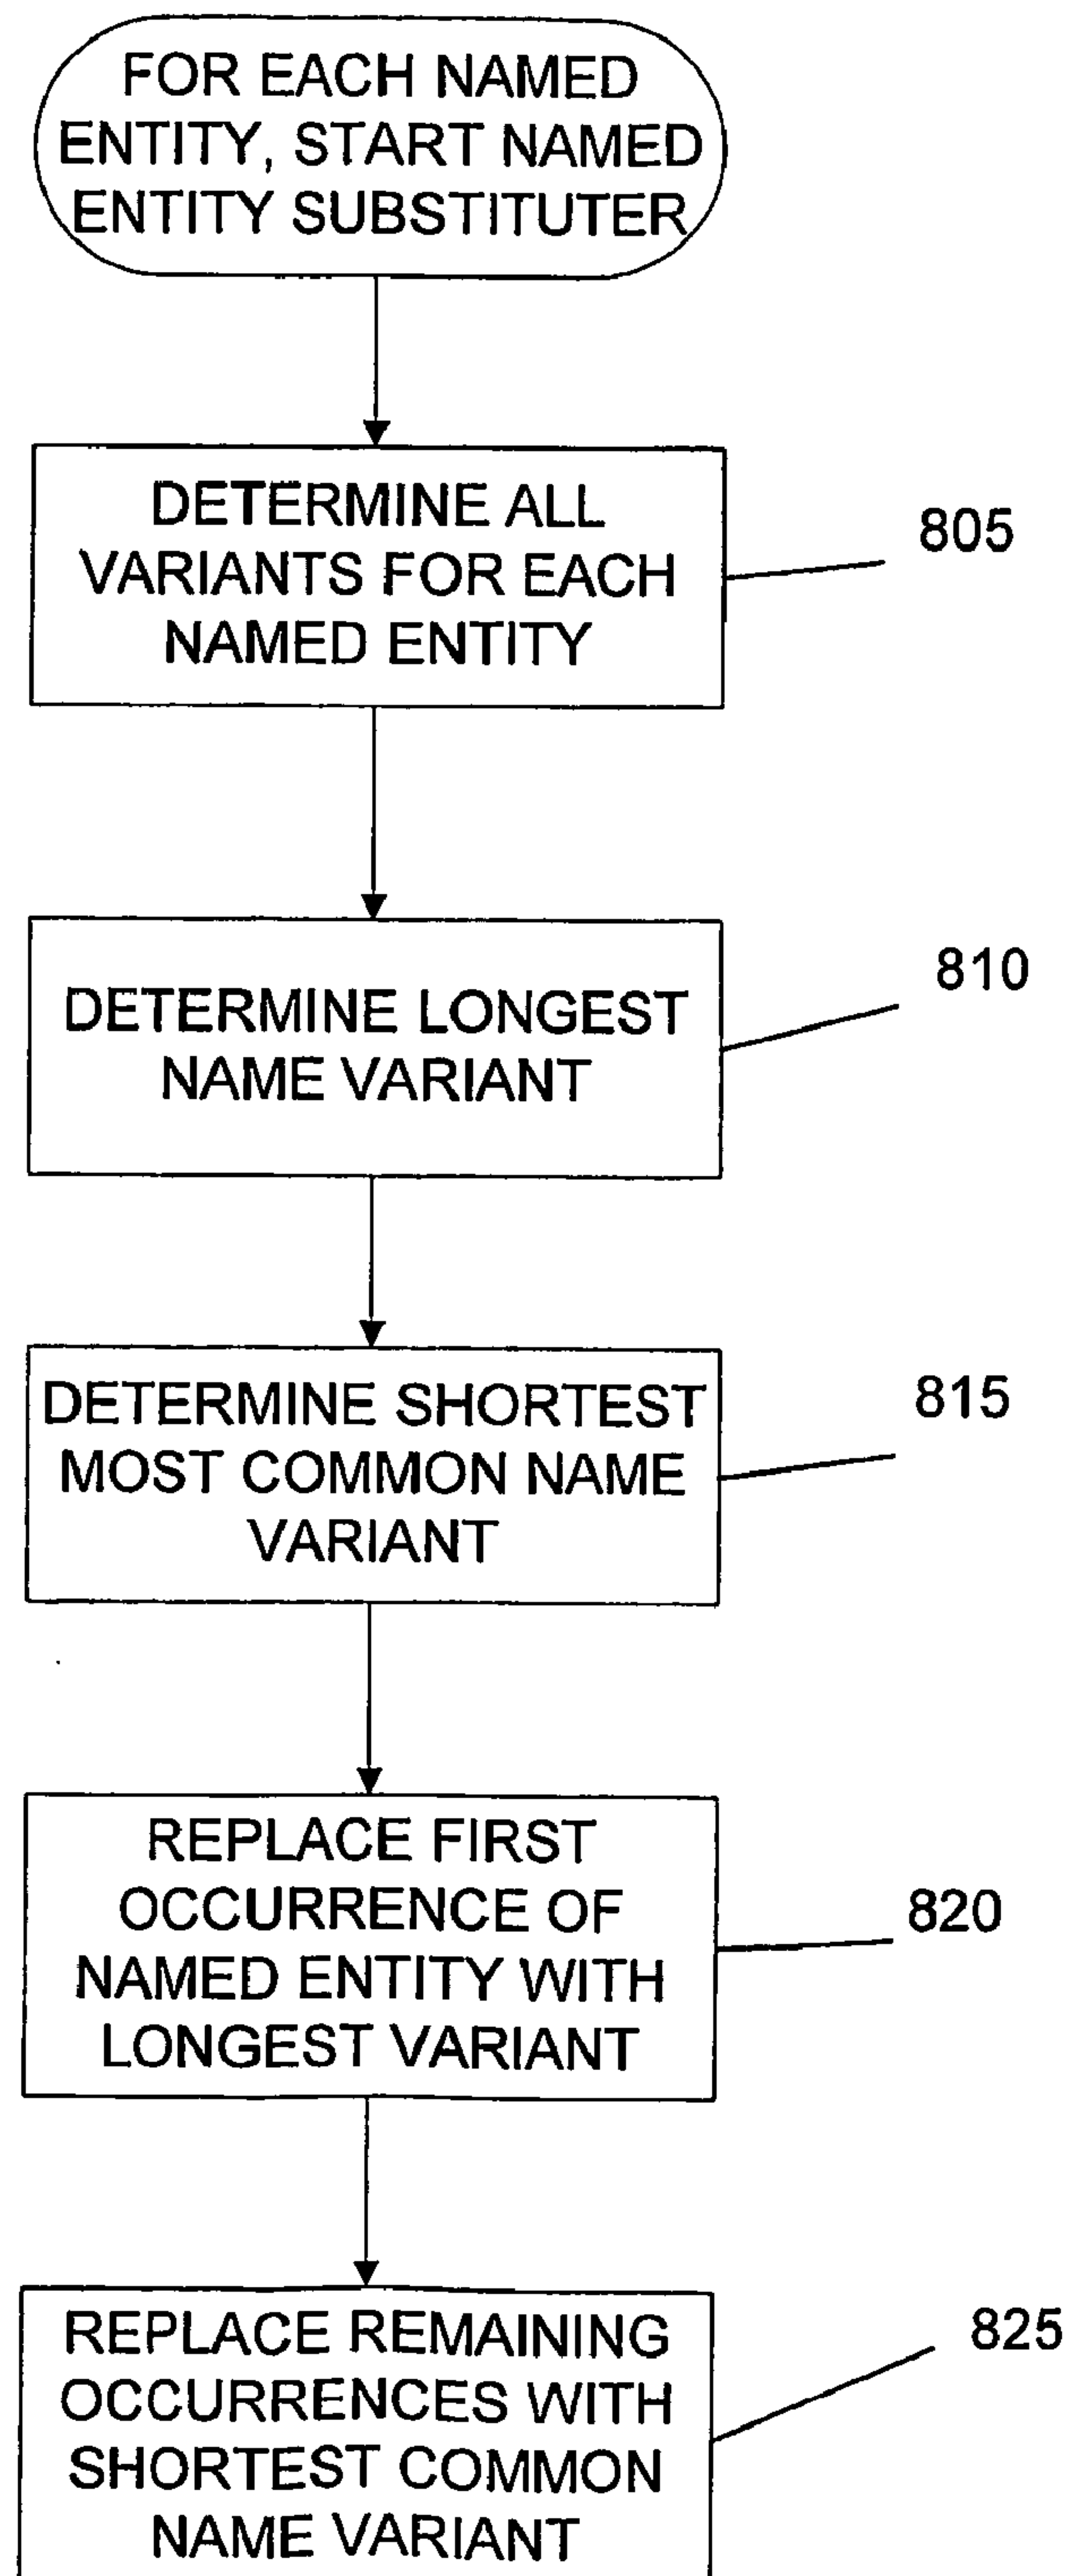 FOR EACH NAMED
ENTITY, START NAMED
ENTITY SUBSTITUTER
DETERMINE ALL
VARIANTS FOR EACH
NAMED ENTITY
805
DETERMINE LONGEST
NAME VARIANT
810
DETERMINE SHORTEST
MOST COMMON NAME
VARIANT
815
REPLACE FIRST
OCCURRENCE OF
NAMED ENTITY WITH
LONGEST VARIANT
820
REPLACE REMAINING
OCCURRENCES WITH
SHORTEST COMMON
NAME VARIANT
825